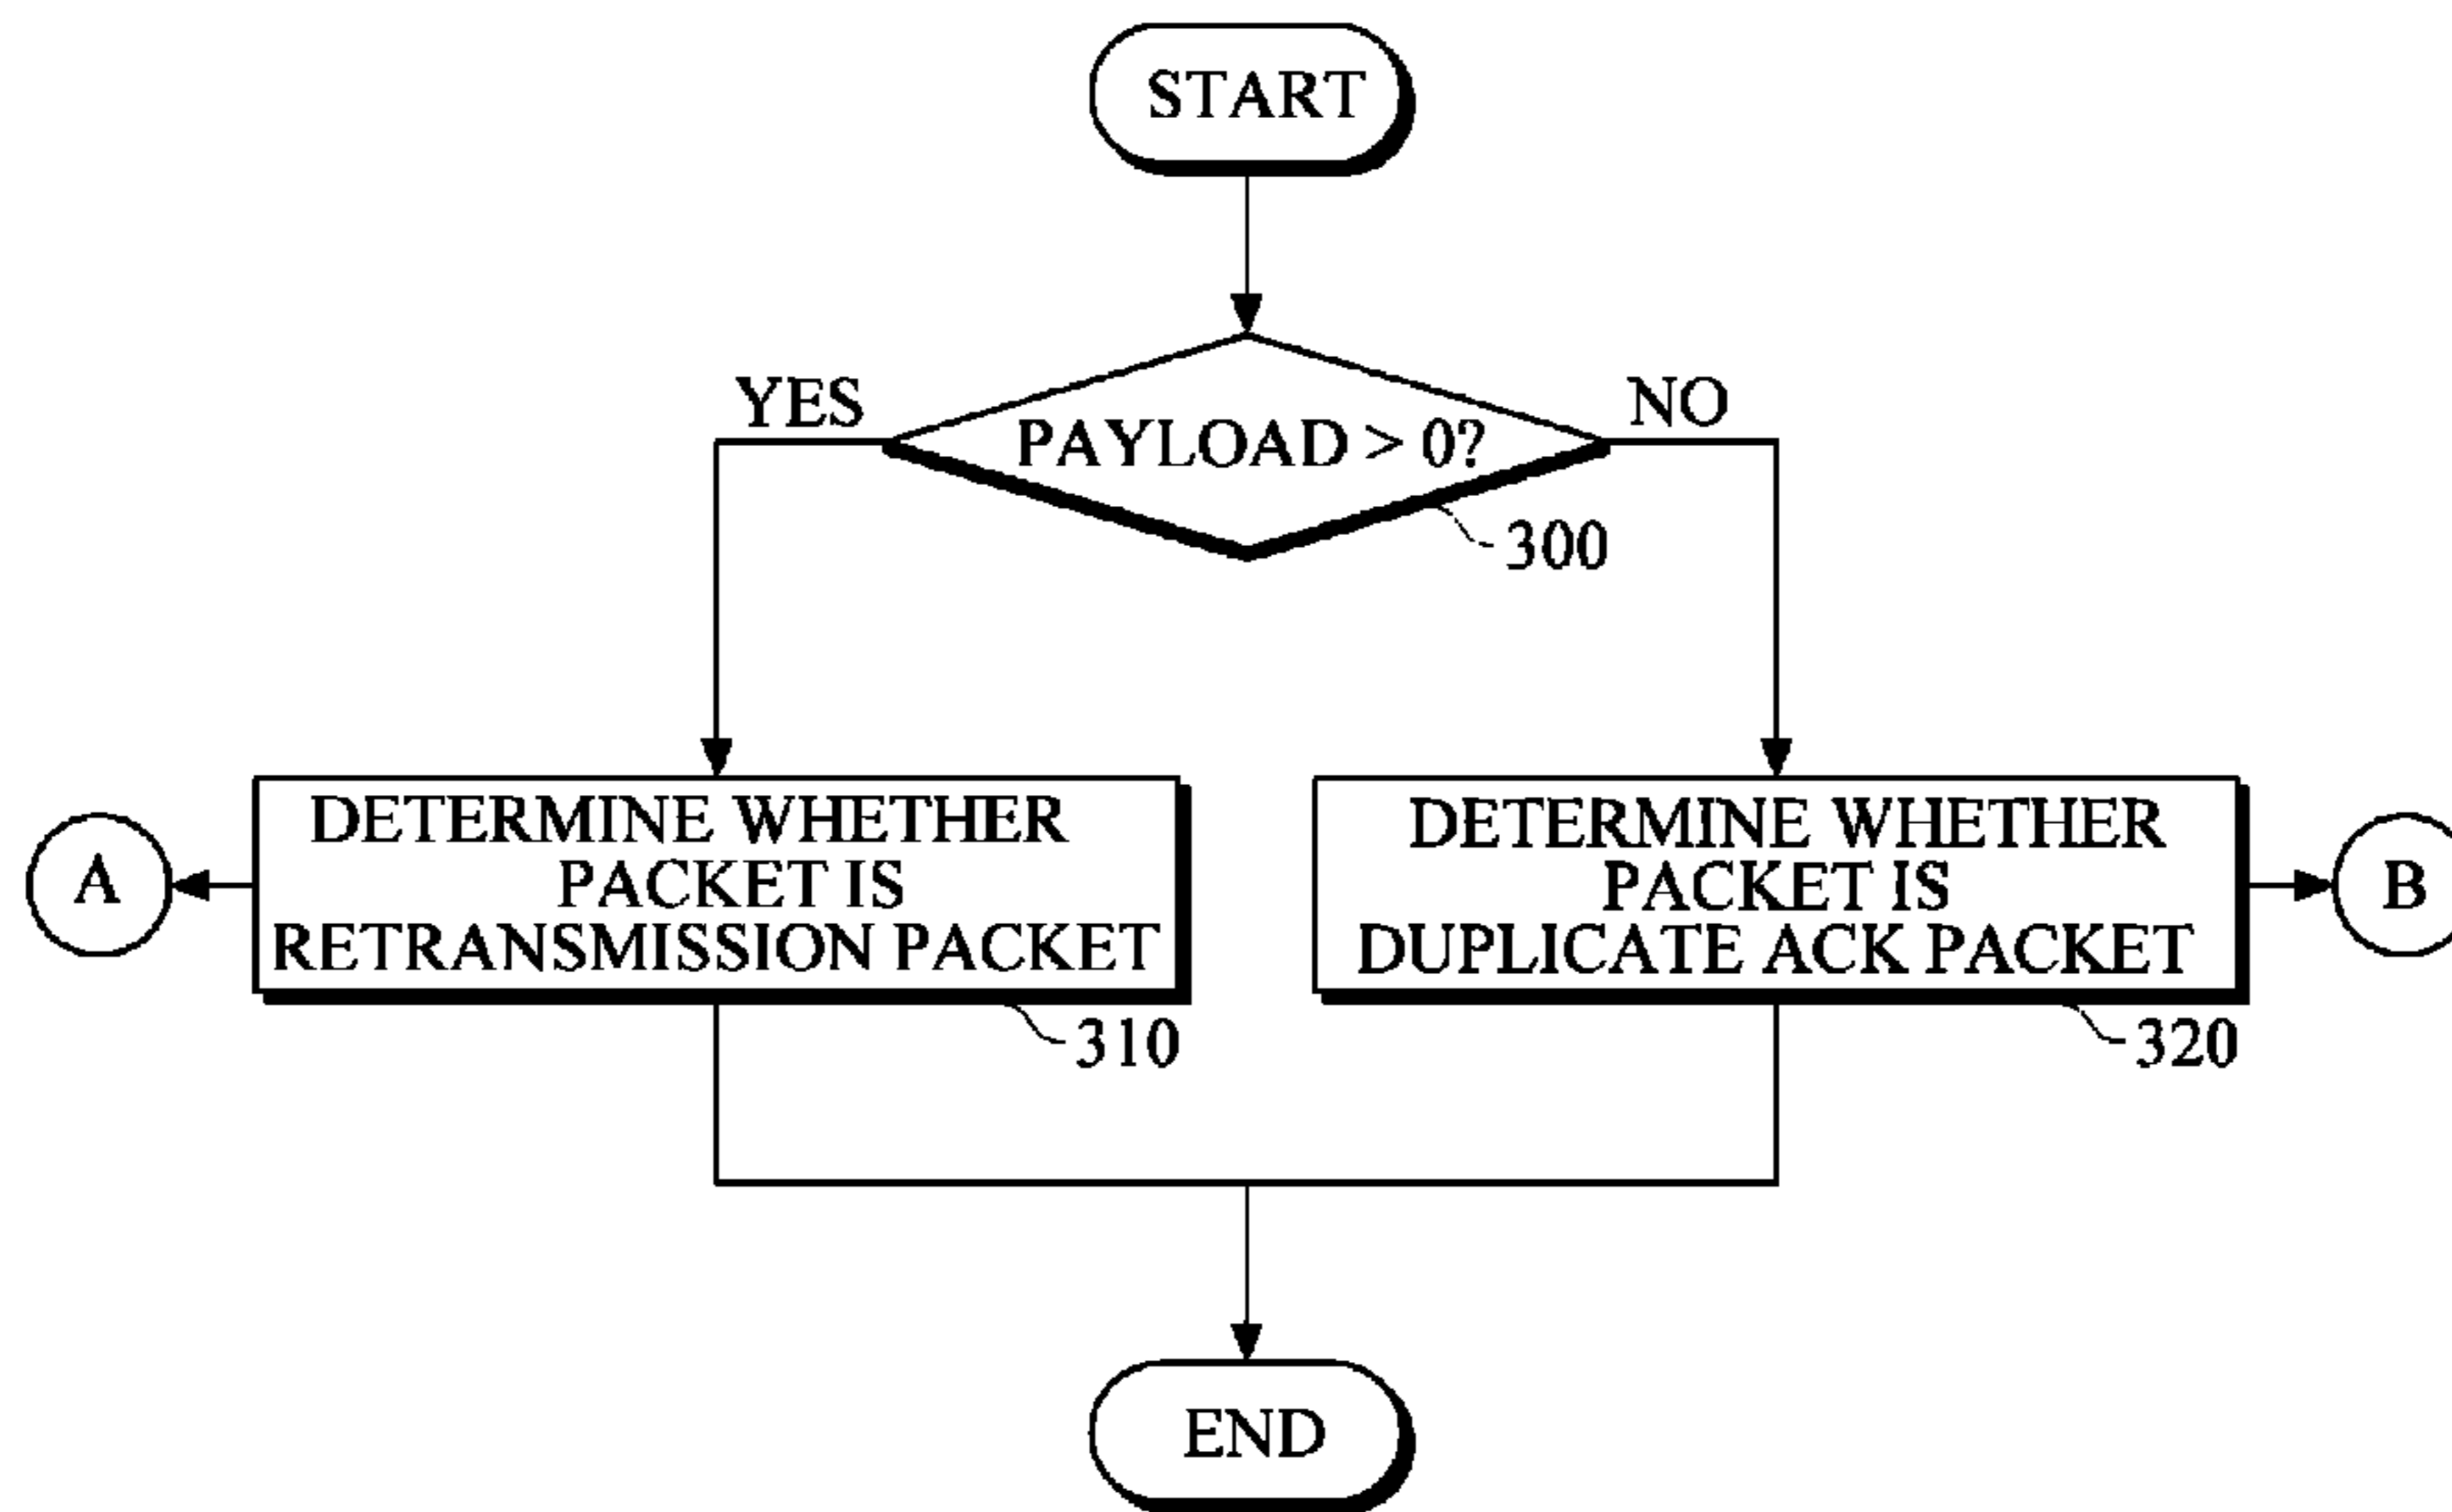 START
YES
NO
PAYLOAD > 0?
300
DETERMINE WHETHER
PACKET IS
RETRANSMISSION PACKET
A
DETERMINE WHETHER
PACKET IS
DUPLICATE ACK PACKET
B
310
320
END